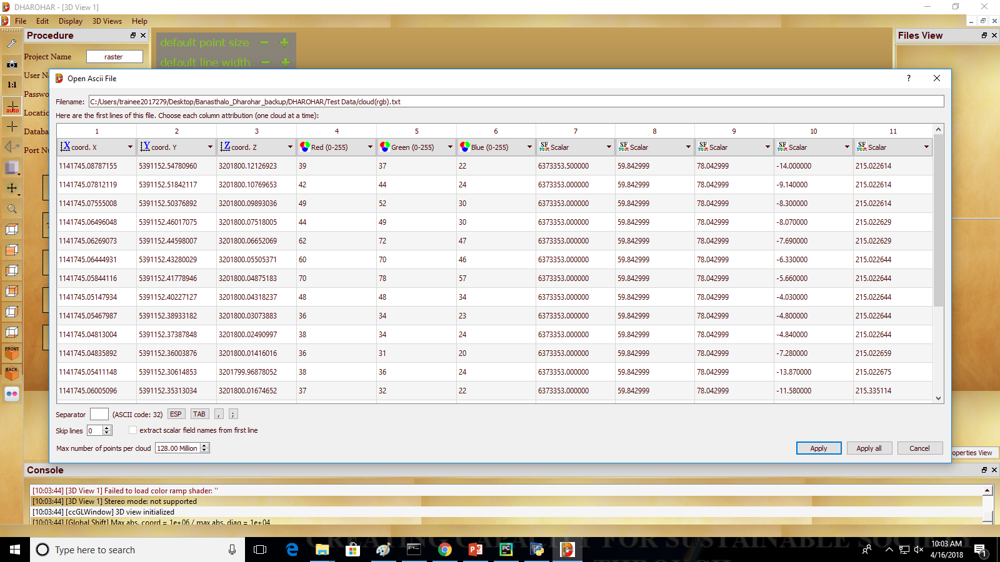 DHAROHAR - [3D View 1]
File Edit Display 3D Views Help
Procedure
Files View
Project Name raster
default point size
default line width
Open Ascii File
Filename: C:/Users/trainee2017279/Desktop/Banasthalo_Dharohar_backup/DHAROHAR/Test Data/cloud(rgb).txt
Here are the first lines of this file. Choose each column attribution (one cloud at a time):
1 2 3 4 5 6 7 8 9 10 11
X coord. X Y coord. Y Z coord. Z Red (0-255) Green (0-255) Blue (0-255) SF Scalar SF Scalar SF Scalar SF Scalar SF Scalar
1141745.08787155 5391152.54780960 3201800.12126923 39 37 22 6373353.500000 59.842999 78.042999 -14.000000 215.022614
1141745.07812119 5391152.51842117 3201800.10769653 42 44 24 6373353.000000 59.842999 78.042999 -9.140000 215.022614
1141745.07555008 5391152.50376892 3201800.09893036 49 52 30 6373353.000000 59.842999 78.042999 -8.300000 215.022614
1141745.06496048 5391152.46017075 3201800.07518005 44 49 30 6373353.000000 59.842999 78.042999 -8.070000 215.022629
1141745.06269073 5391152.44598007 3201800.06652069 62 72 47 6373353.000000 59.842999 78.042999 -7.690000 215.022629
1141745.06444931 5391152.43280029 3201800.05505371 60 70 46 6373353.000000 59.842999 78.042999 -6.330000 215.022644
1141745.05844116 5391152.41778946 3201800.04875183 70 78 57 6373353.000000 59.842999 78.042999 -5.660000 215.022644
1141745.05147934 5391152.40227127 3201800.04318237 48 48 34 6373353.000000 59.842999 78.042999 -4.030000 215.022644
1141745.05467987 5391152.38933182 3201800.03073883 36 34 23 6373353.000000 59.842999 78.042999 -4.800000 215.022644
1141745.04813004 5391152.37387848 3201800.02490997 38 34 24 6373353.000000 59.842999 78.042999 -4.840000 215.022644
1141745.04835892 5391152.36003876 3201800.01416016 36 31 20 6373353.000000 59.842999 78.042999 -7.280000 215.022659
1141745.05411148 5391152.30614853 3201799.96878052 38 36 24 6373353.000000 59.842999 78.042999 -13.870000 215.022675
1141745.06005096 5391152.35313034 3201800.01674652 37 32 22 6373353.000000 59.842999 78.042999 -11.580000 215.335114
Separator (ASCII code: 32) ESP TAB , ;
Skip lines 0 extract scalar field names from first line
Max number of points per cloud 128.00 Million Apply Apply all Cancel
User N
Passwo
Locatio
Databa
Port Nu
1:1
auto
FRONT
BACK
operties View
Console
[10:03:44] [3D View 1] Failed to load color ramp shader: ''
[10:03:44] [3D View 1] Stereo mode: not supported
[10:03:44] [ccGLWindow] 3D view initialized
[10:03:44] [Global Shift] Max abs. coord = 1e+06 / max abs. diag = 1e+04
CREATING CAPACITY FOR SUSTAINABLE SOCIETY
THROUGH
Type here to search
10:03 AM
4/16/2018
1